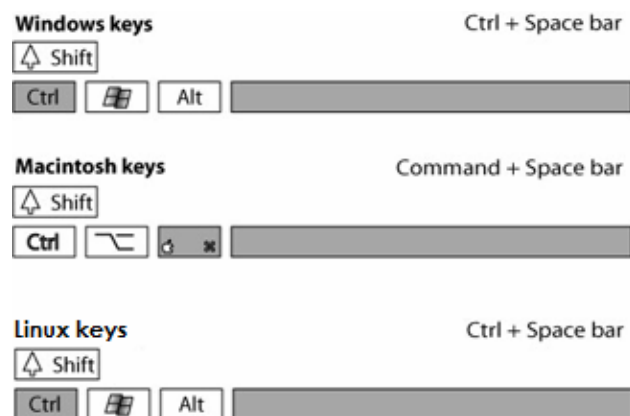 Windows keys Ctrl + Space bar
Shift
Ctrl Alt
Macintosh keys Command + Space bar
Shift
Ctrl ⌥ ⌘
Linux keys Ctrl + Space bar
Shift
Ctrl Alt